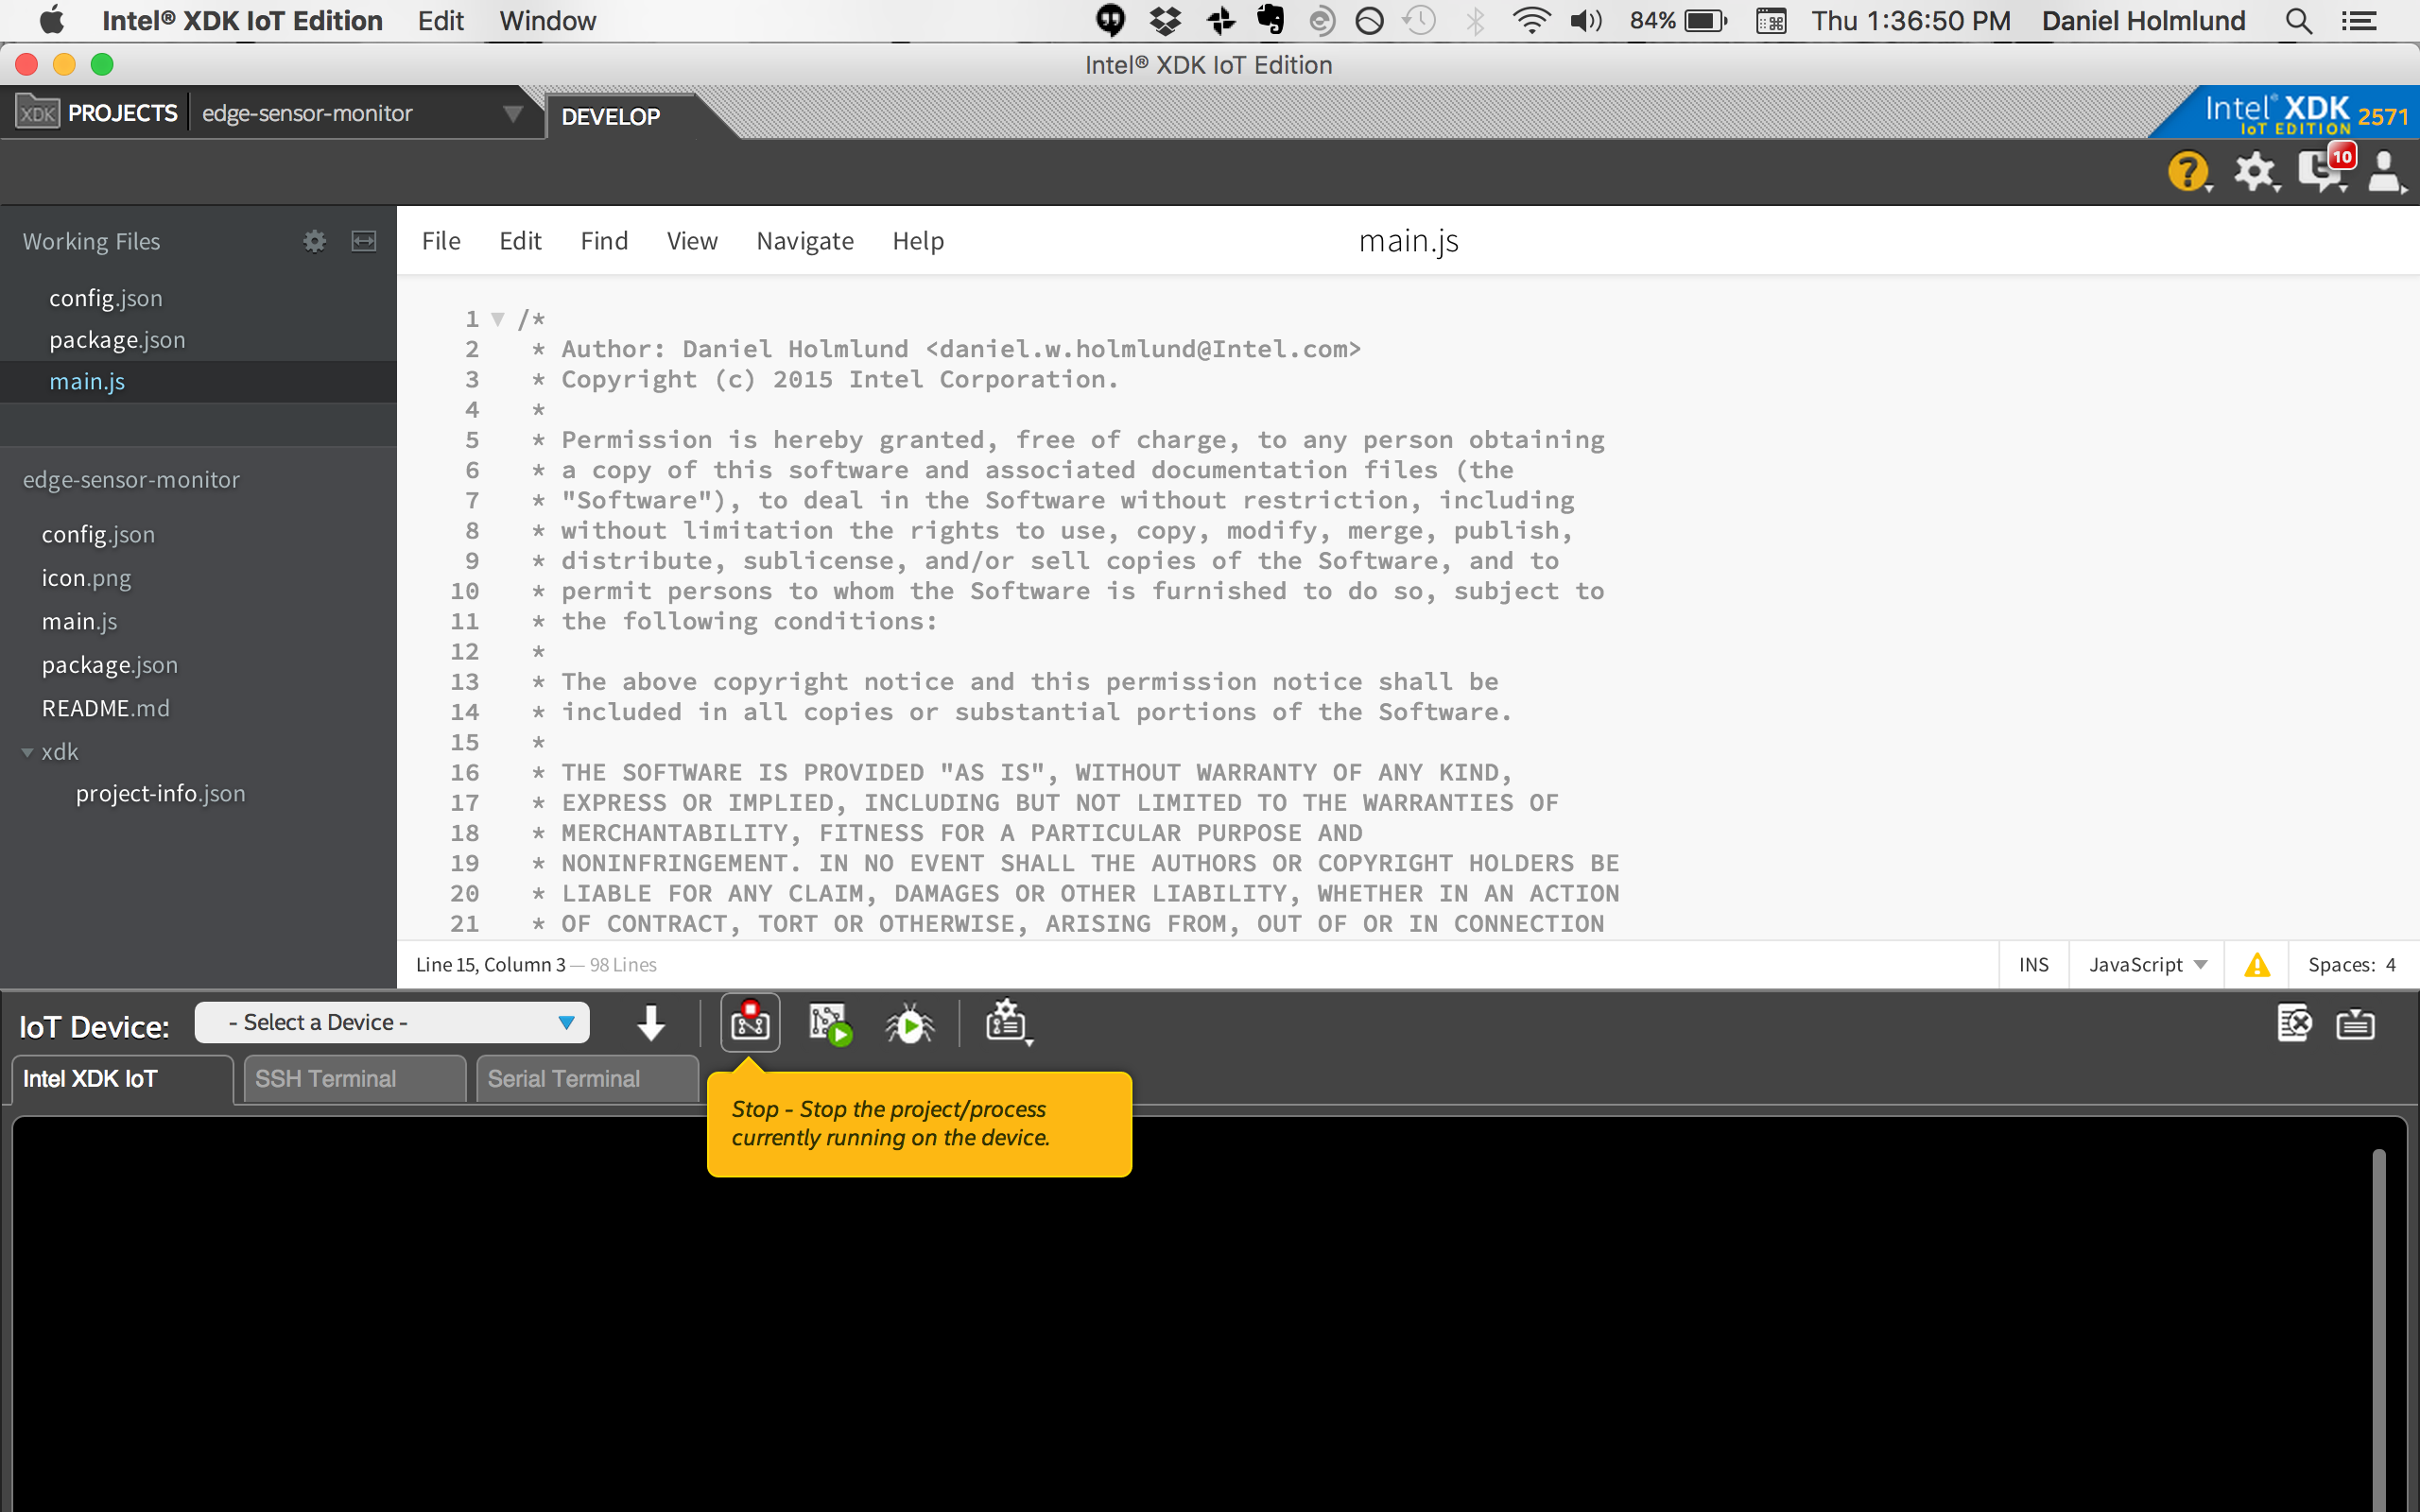 Intel® XDK IoT Edition Edit Window 84% Thu 1:36:50 PM Daniel Holmlund
Intel® XDK IoT Edition
XDK PROJECTS edge-sensor-monitor DEVELOP Intel® XDK IoT EDITION 2571
? 10
Working Files
config.json
package.json
main.js
edge-sensor-monitor
config.json
icon.png
main.js
package.json
README.md
xdk
project-info.json
File Edit Find View Navigate Help main.js
1 /*
2 * Author: Daniel Holmlund <daniel.w.holmlund@Intel.com>
3 * Copyright (c) 2015 Intel Corporation.
4 *
5 * Permission is hereby granted, free of charge, to any person obtaining
6 * a copy of this software and associated documentation files (the
7 * "Software"), to deal in the Software without restriction, including
8 * without limitation the rights to use, copy, modify, merge, publish,
9 * distribute, sublicense, and/or sell copies of the Software, and to
10 * permit persons to whom the Software is furnished to do so, subject to
11 * the following conditions:
12 *
13 * The above copyright notice and this permission notice shall be
14 * included in all copies or substantial portions of the Software.
15 *
16 * THE SOFTWARE IS PROVIDED "AS IS", WITHOUT WARRANTY OF ANY KIND,
17 * EXPRESS OR IMPLIED, INCLUDING BUT NOT LIMITED TO THE WARRANTIES OF
18 * MERCHANTABILITY, FITNESS FOR A PARTICULAR PURPOSE AND
19 * NONINFRINGEMENT. IN NO EVENT SHALL THE AUTHORS OR COPYRIGHT HOLDERS BE
20 * LIABLE FOR ANY CLAIM, DAMAGES OR OTHER LIABILITY, WHETHER IN AN ACTION
21 * OF CONTRACT, TORT OR OTHERWISE, ARISING FROM, OUT OF OR IN CONNECTION
Line 15, Column 3 — 98 Lines INS JavaScript Spaces: 4
IoT Device: - Select a Device -
Intel XDK IoT SSH Terminal Serial Terminal
Stop - Stop the project/process
currently running on the device.